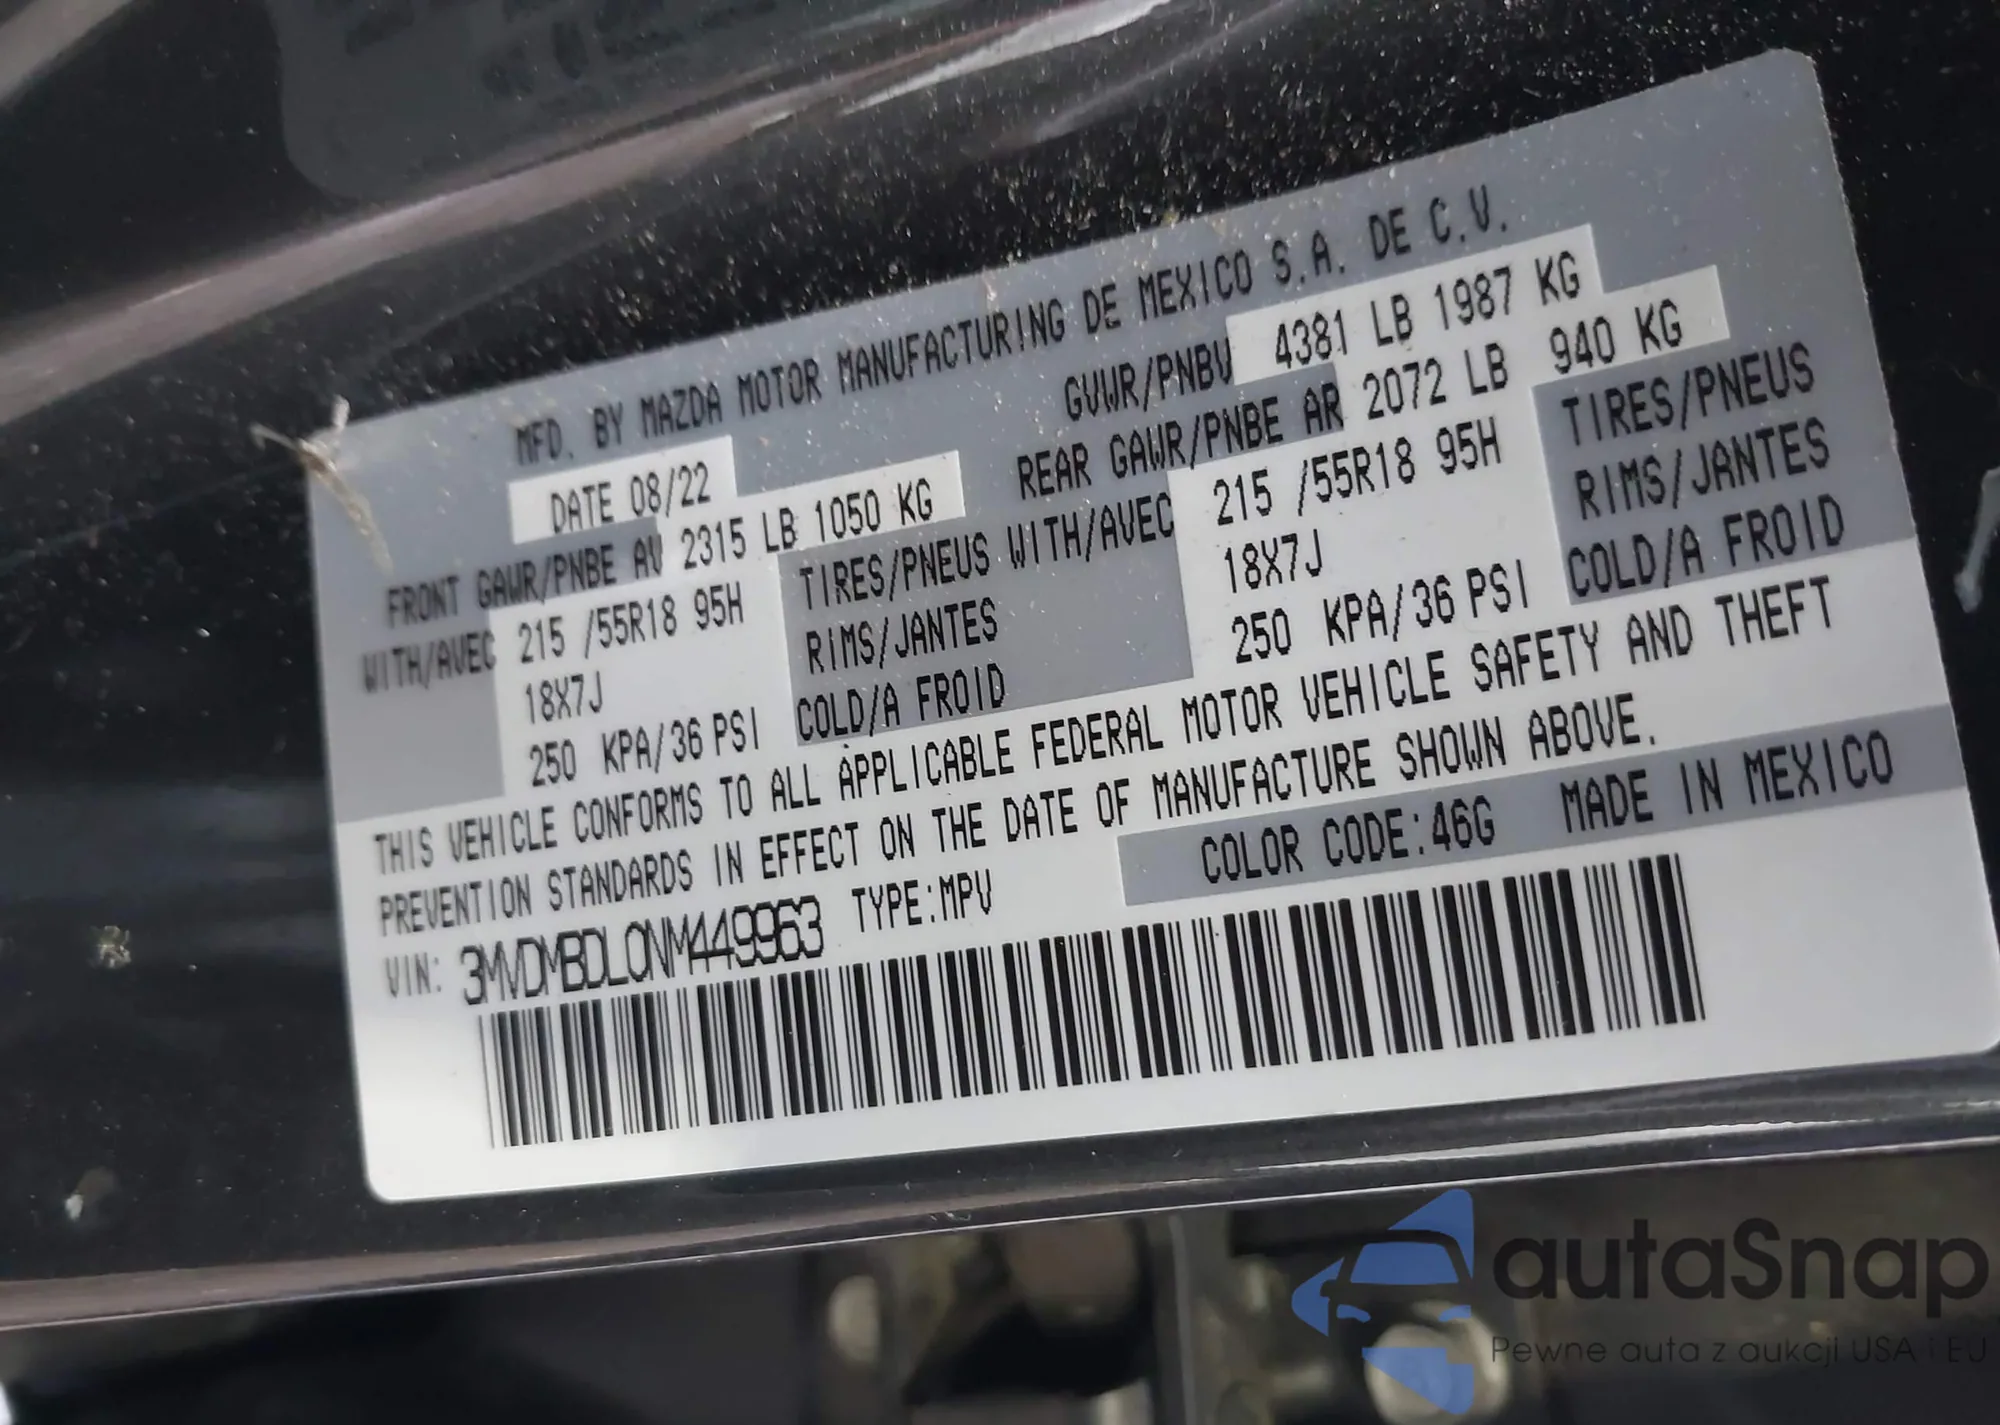 MFD. BY MAZDA MOTOR MANUFACTURING DE MEXICO S.A. DE C.V.
DATE 08/22 GVWR/PNBV 4381 LB 1987 KG
FRONT GAWR/PNBE AV 2315 LB 1050 KG REAR GAWR/PNBE AR 2072 LB 940 KG
WITH/AVEC 215 /55R18 95H TIRES/PNEUS WITH/AVEC 215 /55R18 95H TIRES/PNEUS
18X7J RIMS/JANTES 18X7J RIMS/JANTES
250 KPA/36 PSI COLD/A FROID 250 KPA/36 PSI COLD/A FROID
THIS VEHICLE CONFORMS TO ALL APPLICABLE FEDERAL MOTOR VEHICLE SAFETY AND THEFT
PREVENTION STANDARDS IN EFFECT ON THE DATE OF MANUFACTURE SHOWN ABOVE.
VIN: 3MVDMBDL0NM449963 TYPE:MPV COLOR CODE:46G MADE IN MEXICO
autaSnap
Pewne auta z aukcji USA i EU